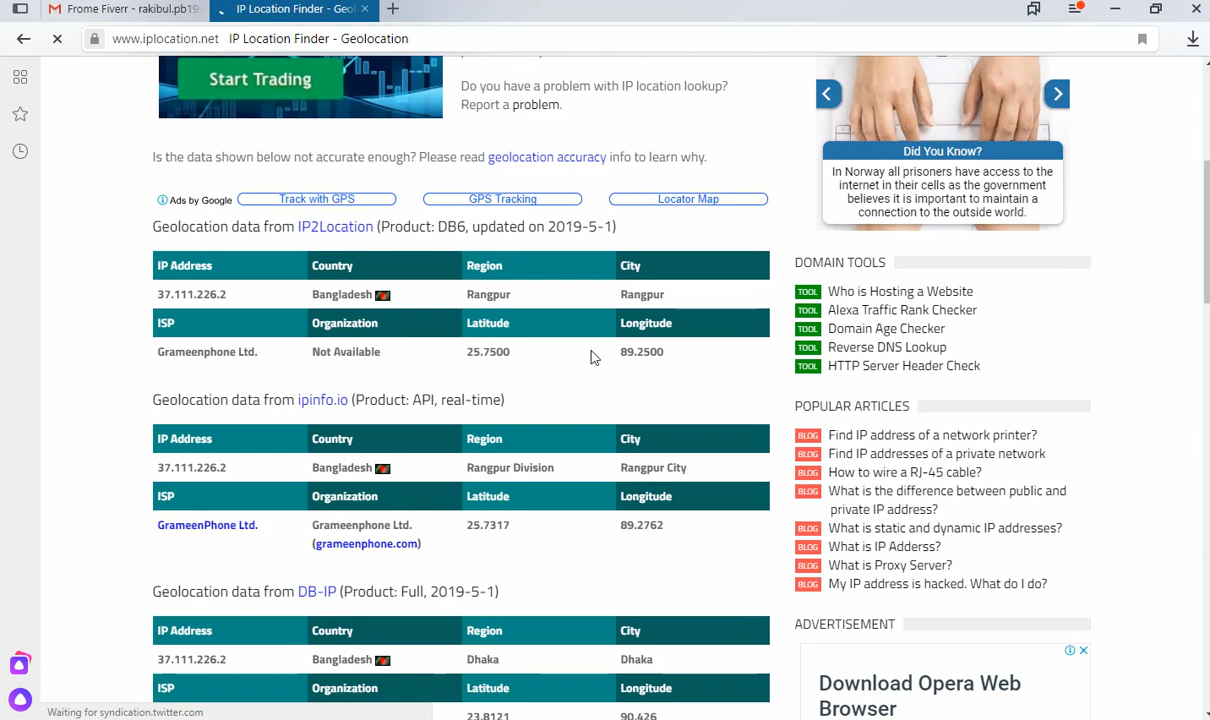 Frome Fiverr - rakibul.pb19
IP Location Finder - Geol
www.iplocation.net IP Location Finder - Geolocation
Start Trading
Do you have a problem with IP location lookup?
Report a problem.
Is the data shown below not accurate enough? Please read geolocation accuracy info to learn why.
Ads by Google Track with GPS GPS Tracking Locator Map
Geolocation data from IP2Location (Product: DB6, updated on 2019-5-1)
IP Address Country Region City
37.111.226.2 Bangladesh Rangpur Rangpur
ISP Organization Latitude Longitude
Grameenphone Ltd. Not Available 25.7500 89.2500
Geolocation data from ipinfo.io (Product: API, real-time)
IP Address Country Region City
37.111.226.2 Bangladesh Rangpur Division Rangpur City
ISP Organization Latitude Longitude
GrameenPhone Ltd. Grameenphone Ltd. 25.7317 89.2762
(grameenphone.com)
Geolocation data from DB-IP (Product: Full, 2019-5-1)
IP Address Country Region City
37.111.226.2 Bangladesh Dhaka Dhaka
ISP Organization Latitude Longitude
23.8121 90.426
Did You Know?
In Norway all prisoners have access to the
internet in their cells as the government
believes it is important to maintain a
connection to the outside world.
DOMAIN TOOLS
TOOL Who is Hosting a Website
TOOL Alexa Traffic Rank Checker
TOOL Domain Age Checker
TOOL Reverse DNS Lookup
TOOL HTTP Server Header Check
POPULAR ARTICLES
BLOG Find IP address of a network printer?
BLOG Find IP addresses of a private network
BLOG How to wire a RJ-45 cable?
BLOG What is the difference between public and
private IP address?
BLOG What is static and dynamic IP addresses?
BLOG What is IP Adderss?
BLOG What is Proxy Server?
BLOG My IP address is hacked. What do I do?
ADVERTISEMENT
Download Opera Web
Browser
Waiting for syndication.twitter.com